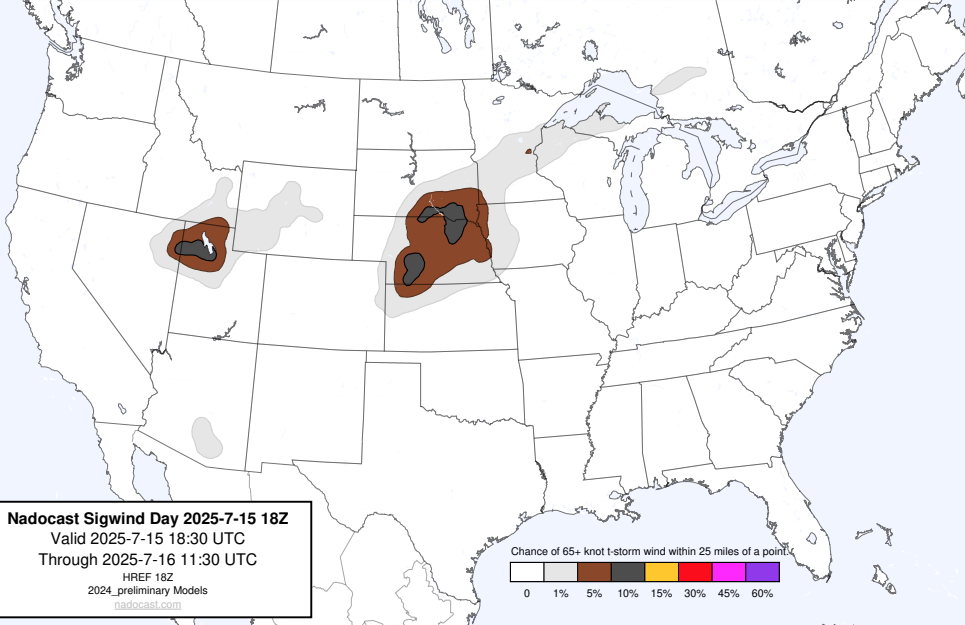 Nadocast Sigwind Day 2025-7-15 18Z
Valid 2025-7-15 18:30 UTC
Through 2025-7-16 11:30 UTC
HREF 18Z
2024_preliminary Models
nadocast.com
Chance of 65+ knot t-storm wind within 25 miles of a point.
0 1% 5% 10% 15% 30% 45% 60%